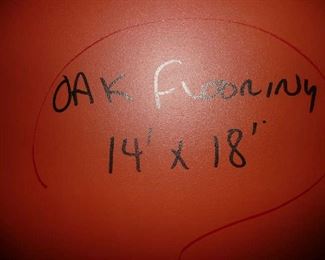 OAK FLOORING
14' x 18'